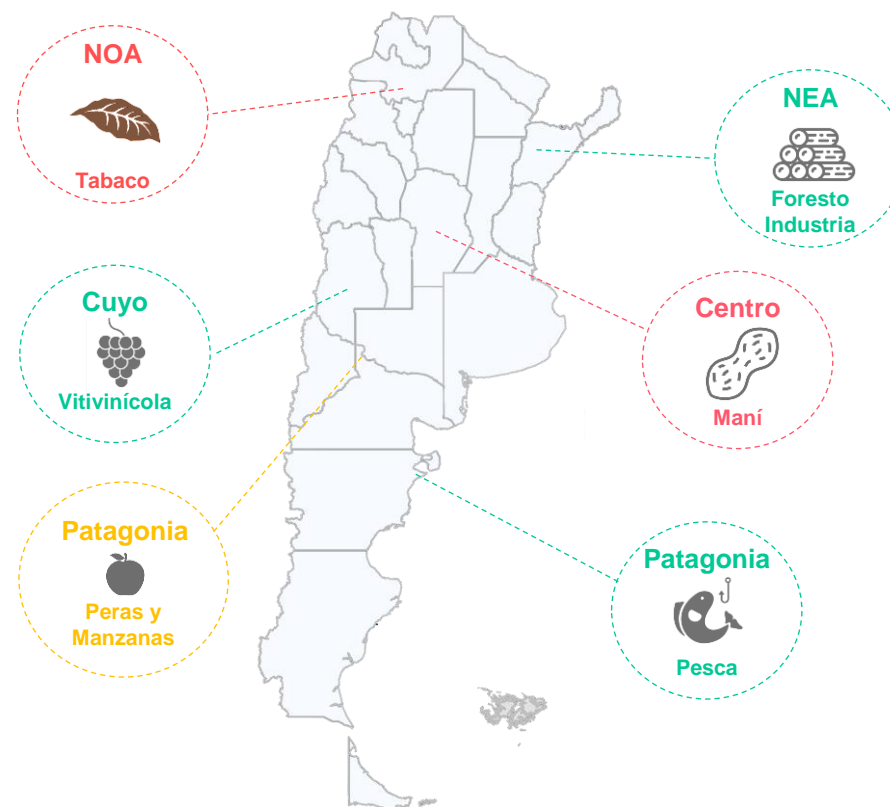 NOA
Tabaco
NEA
Foresto
Industria
Cuyo
Vitivinícola
Centro
Maní
Patagonia
Peras y
Manzanas
Patagonia
Pesca